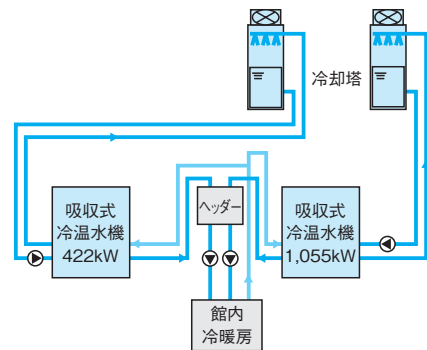 冷却塔
吸収式
冷温水機
422kW
ヘッダー
吸収式
冷温水機
1,055kW
館内
冷暖房